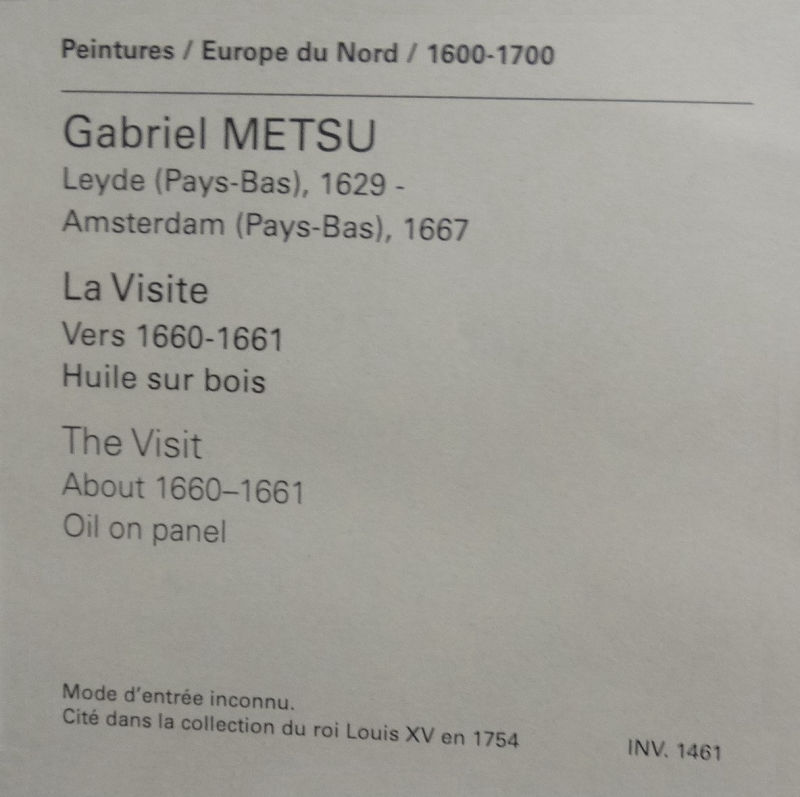 Peintures / Europe du Nord / 1600-1700
Gabriel METSU
Leyde (Pays-Bas), 1629 -
Amsterdam (Pays-Bas), 1667
La Visite
Vers 1660-1661
Huile sur bois
The Visit
About 1660–1661
Oil on panel
Mode d'entrée inconnu.
Cité dans la collection du roi Louis XV en 1754
INV. 1461